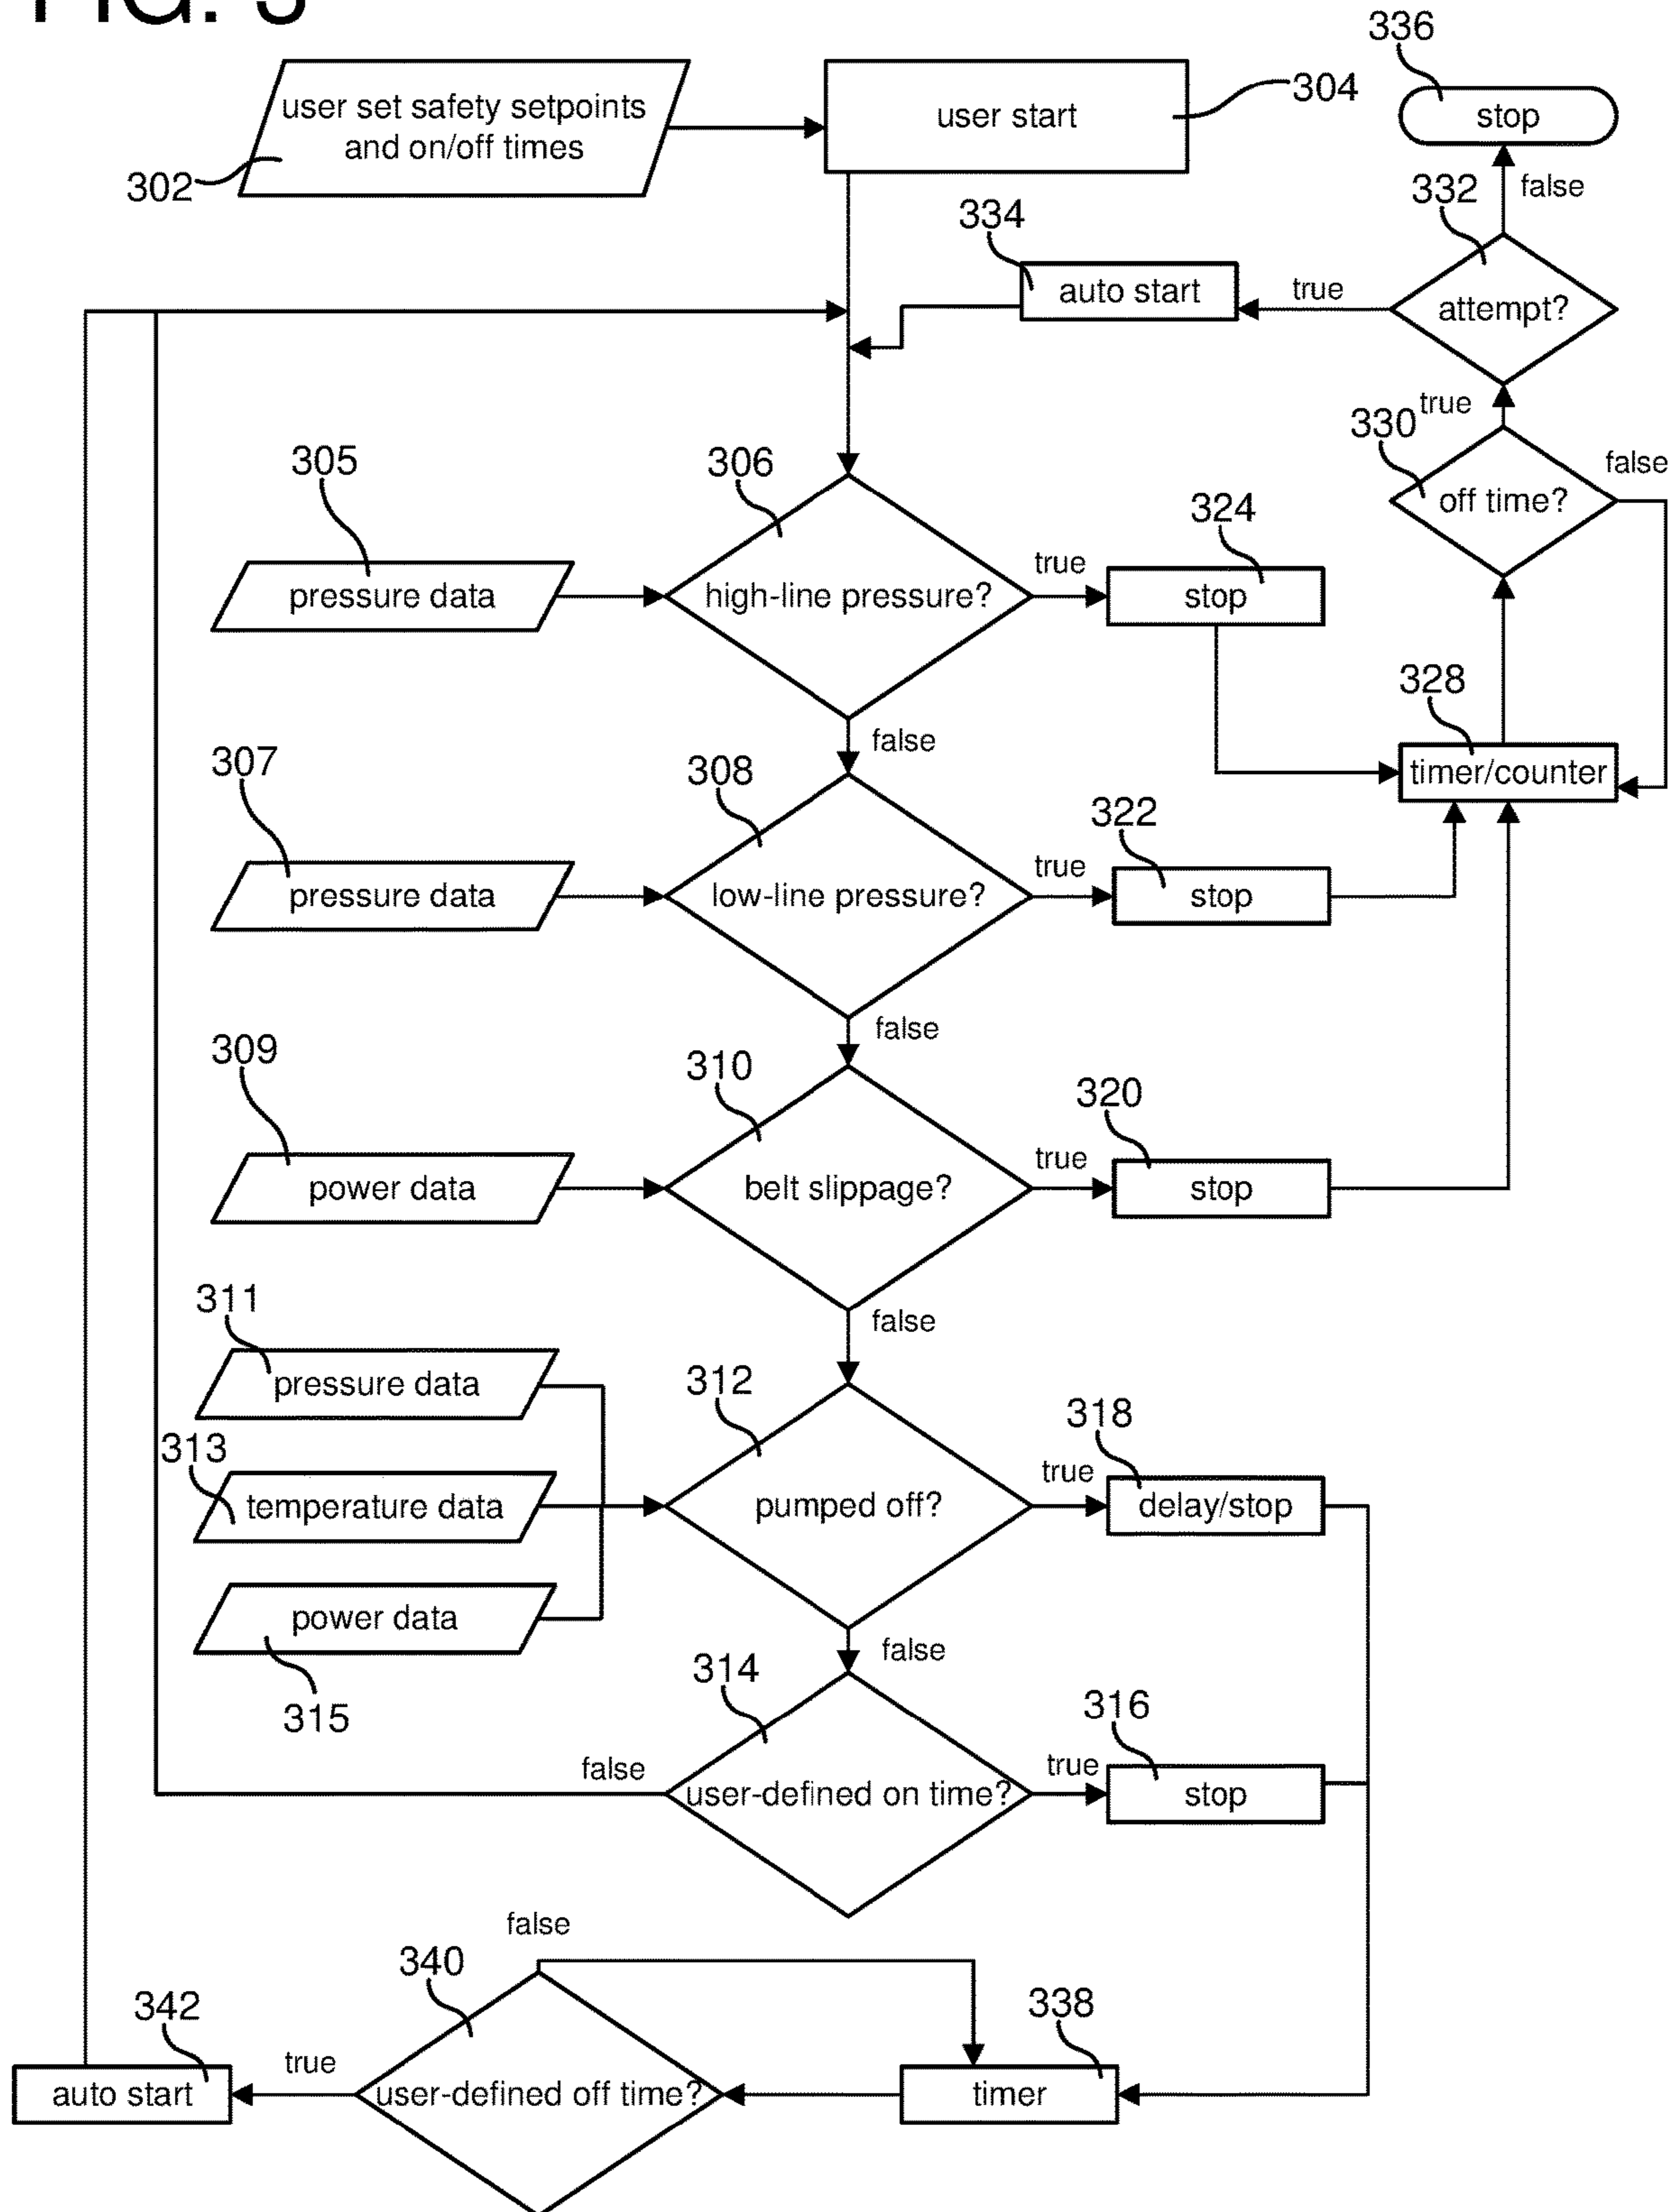 FIG. 3
336
user set safety setpoints
and on/off times
user start
304
stop
302
332
false
334
auto start
true
attempt?
330
true
false
off time?
305
306
324
pressure data
high-line pressure?
true
stop
328
false
timer/counter
307
308
322
pressure data
low-line pressure?
true
stop
false
309
310
320
power data
belt slippage?
true
stop
false
311
pressure data
312
318
313
temperature data
pumped off?
true
delay/stop
power data
false
315
314
316
false
user-defined on time?
true
stop
false
340
342
338
true
auto start
user-defined off time?
timer